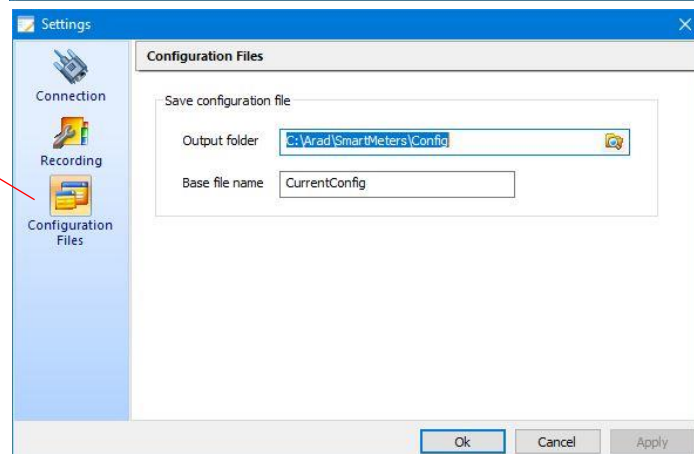 Settings
Connection
Recording
Configuration
Files
Configuration Files
Save configuration file
Output folder
C:\Arad\SmartMeters\Config
Base file name
CurrentConfig
Ok
Cancel
Apply